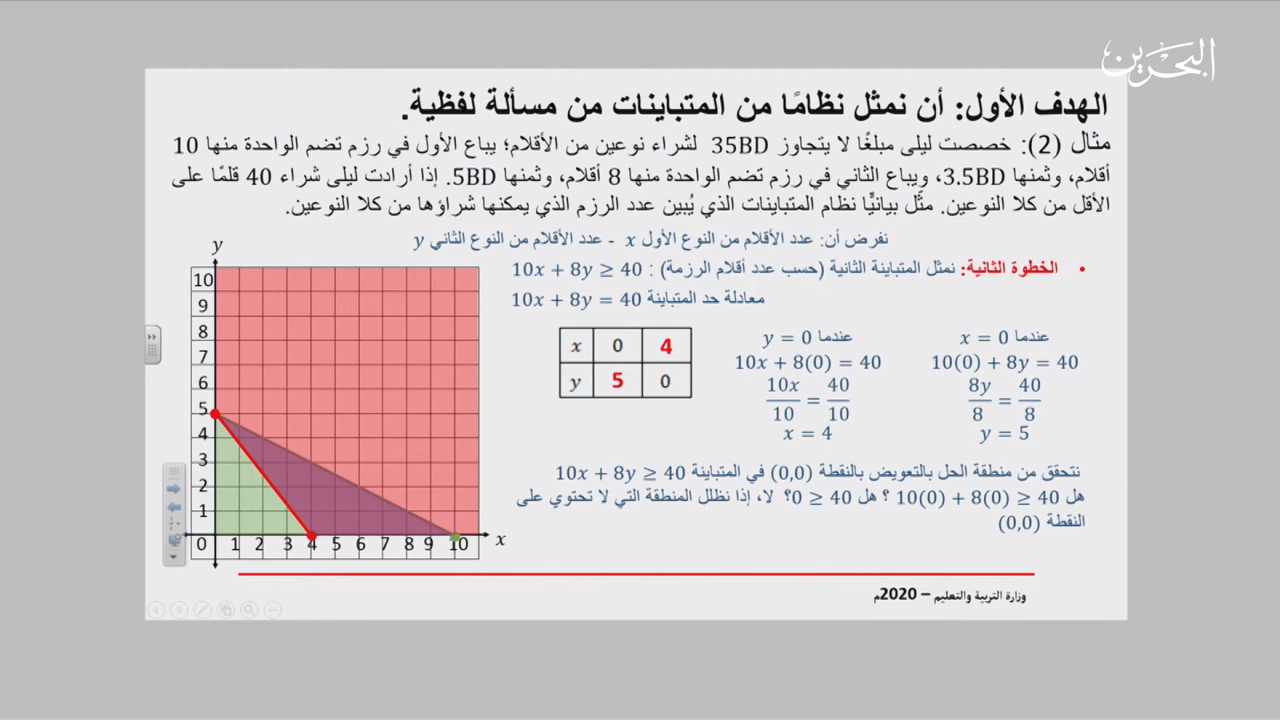 البحرين
الهدف الأول: أن نمثل نظامًا من المتباينات من مسألة لفظية.
مثال (2): خصصت ليلى مبلغًا لا يتجاوز 35BD لشراء نوعين من الأقلام؛ يباع الأول في رزم تضم الواحدة منها 10
أقلام، وثمنها 3.5BD، ويباع الثاني في رزم تضم الواحدة منها 8 أقلام، وثمنها 5BD. إذا أرادت ليلى شراء 40 قلمًا على
الأقل من كلا النوعين. مثّل بيانيًّا نظام المتباينات الذي يُبين عدد الرزم الذي يمكنها شراؤها من كلا النوعين.
نفرض أن: عدد الأقلام من النوع الأول x - عدد الأقلام من النوع الثاني y
• الخطوة الثانية: نمثل المتباينة الثانية (حسب عدد أقلام الرزمة) : 10x + 8y ≥ 40
معادلة حد المتباينة 10x + 8y = 40
عندما x = 0
10(0) + 8y = 40
8y/8 = 40/8
y = 5
عندما y = 0
10x + 8(0) = 40
10x/10 = 40/10
x = 4
x 0 4
y 5 0
نتحقق من منطقة الحل بالتعويض بالنقطة (0,0) في المتباينة 10x + 8y ≥ 40
هل 10(0) + 8(0) ≥ 40 ؟ هل 0 ≥ 40؟ لا، إذا نظلل المنطقة التي لا تحتوي على
النقطة (0,0)
y
10
9
8
7
6
5
4
3
2
1
0 1 2 3 4 5 6 7 8 9 10 x
وزارة التربية والتعليم – 2020م